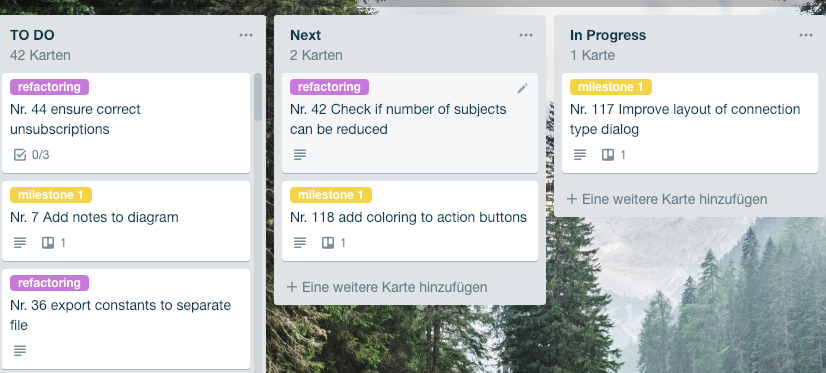 TO DO
42 Karten
refactoring
Nr. 44 ensure correct
unsubscriptions
0/3
milestone 1
Nr. 7 Add notes to diagram
1
refactoring
Nr. 36 export constants to separate
file
Next
2 Karten
refactoring
Nr. 42 Check if number of subjects
can be reduced
milestone 1
Nr. 118 add coloring to action buttons
1
+ Eine weitere Karte hinzufügen
In Progress
1 Karte
milestone 1
Nr. 117 Improve layout of connection
type dialog
1
+ Eine weitere Karte hinzufügen